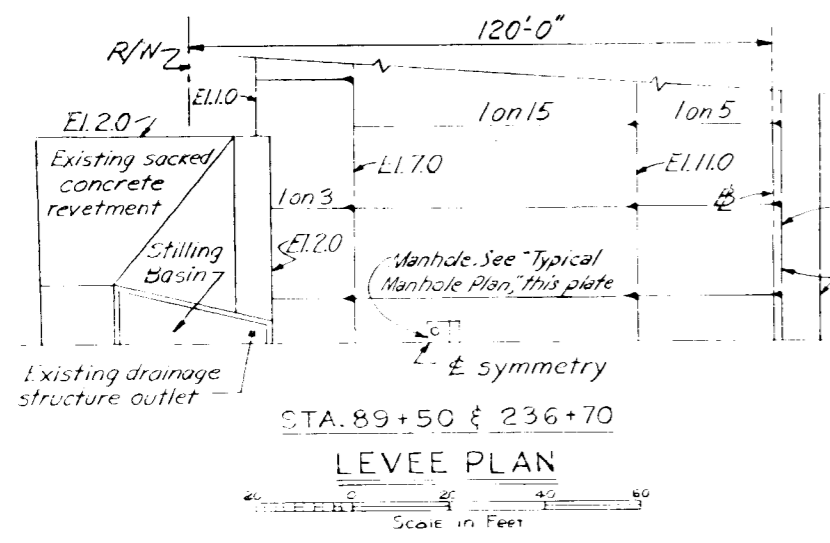 120'-0"
R/W
El.1.0
El.2.0
1 on 15
1 on 5
Existing sacked
concrete
revetment
El.7.0
El.11.0
1 on 3
℄
Stilling
Basin
El.2.0
Manhole. See "Typical
Manhole Plan," this plate
℄ symmetry
Existing drainage
structure outlet
STA. 89+50 & 236+70
LEVEE PLAN
20 0 20 40 60
Scale in Feet